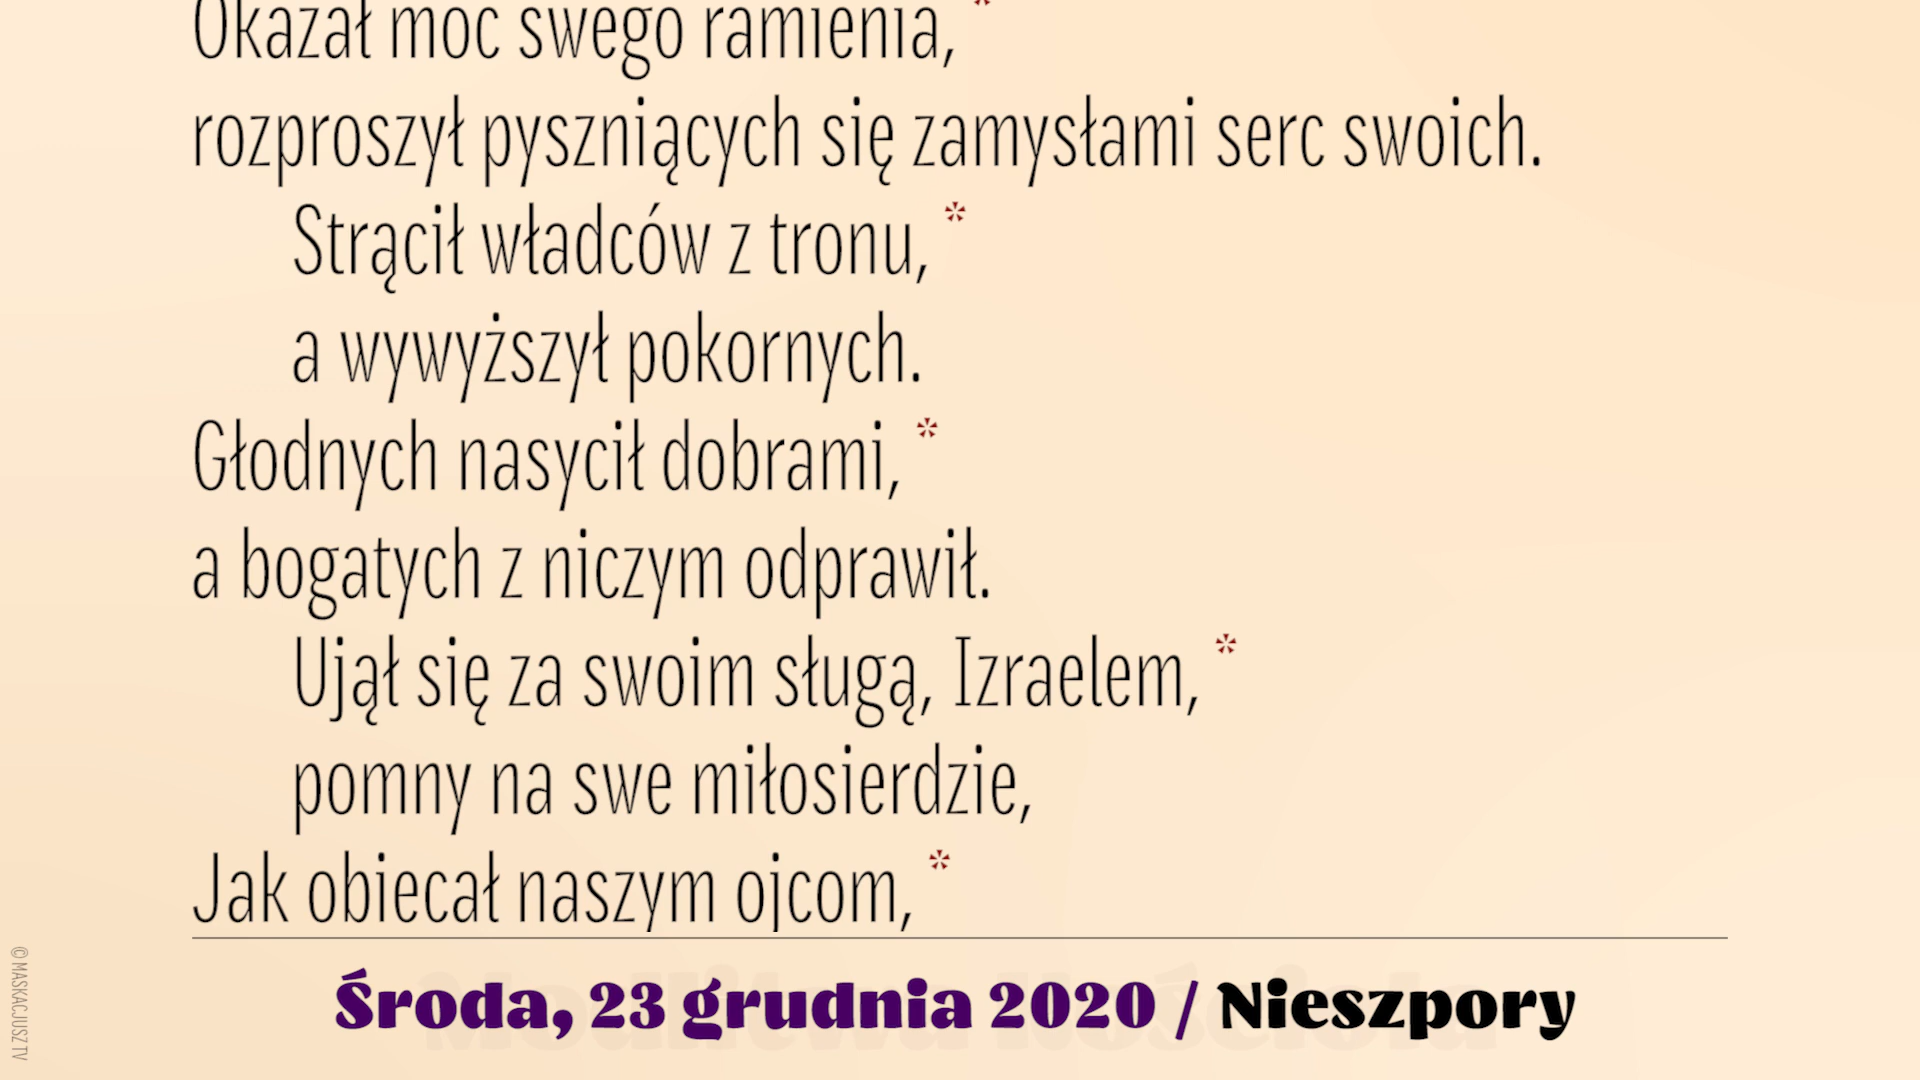 Okazał moc swego ramienia, *
rozproszył pyszniących się zamysłami serc swoich.
Strącił władców z tronu, *
a wywyższył pokornych.
Głodnych nasycił dobrami, *
a bogatych z niczym odprawił.
Ujął się za swoim sługą, Izraelem, *
pomny na swe miłosierdzie,
Jak obiecał naszym ojcom, *
Środa, 23 grudnia 2020 / Nieszpory
© MASKACJUSZ TV